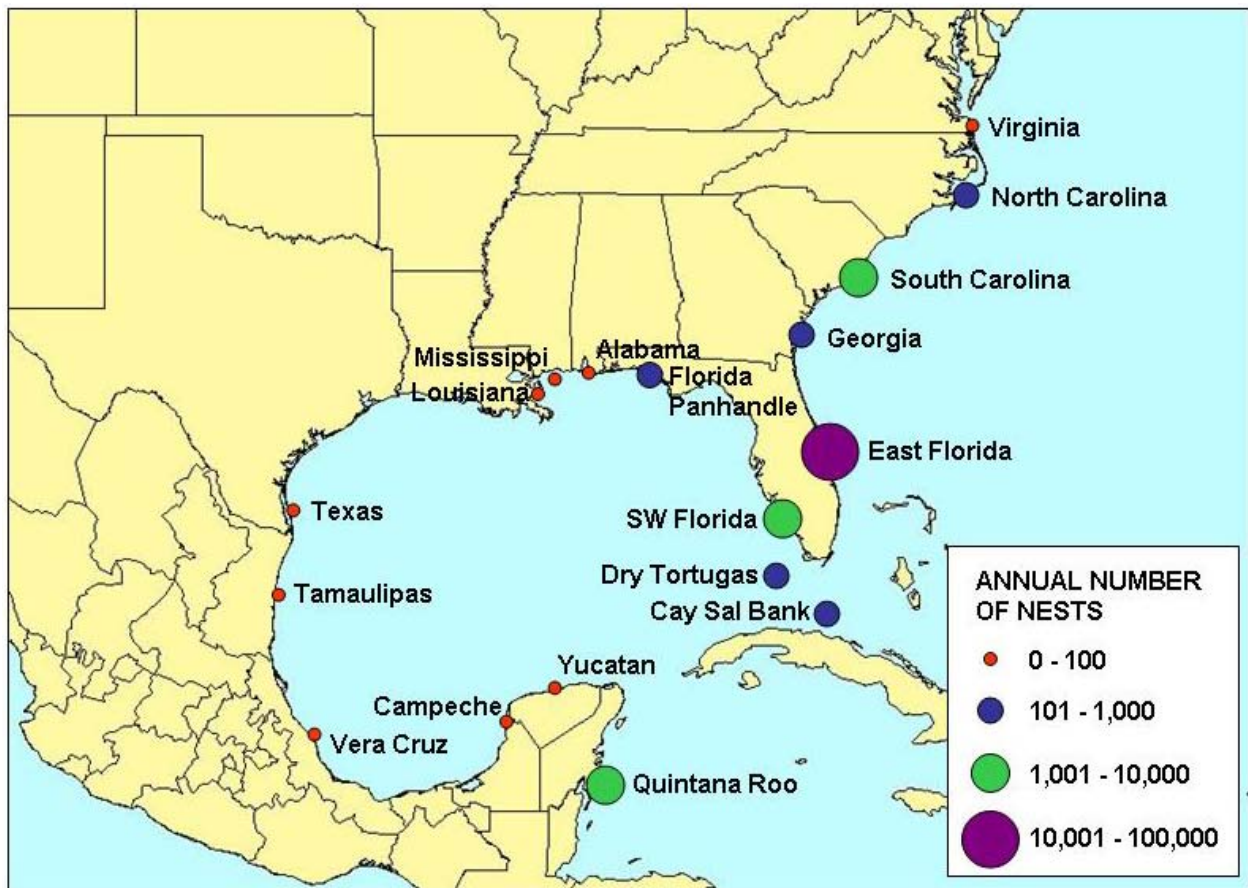 Virginia
North Carolina
South Carolina
Georgia
Mississippi
Alabama
Louisiana
Florida
Panhandle
East Florida
Texas
SW Florida
Tamaulipas
Dry Tortugas
Cay Sal Bank
Yucatan
Campeche
Vera Cruz
Quintana Roo
ANNUAL NUMBER
OF NESTS
0 - 100
101 - 1,000
1,001 - 10,000
10,001 - 100,000